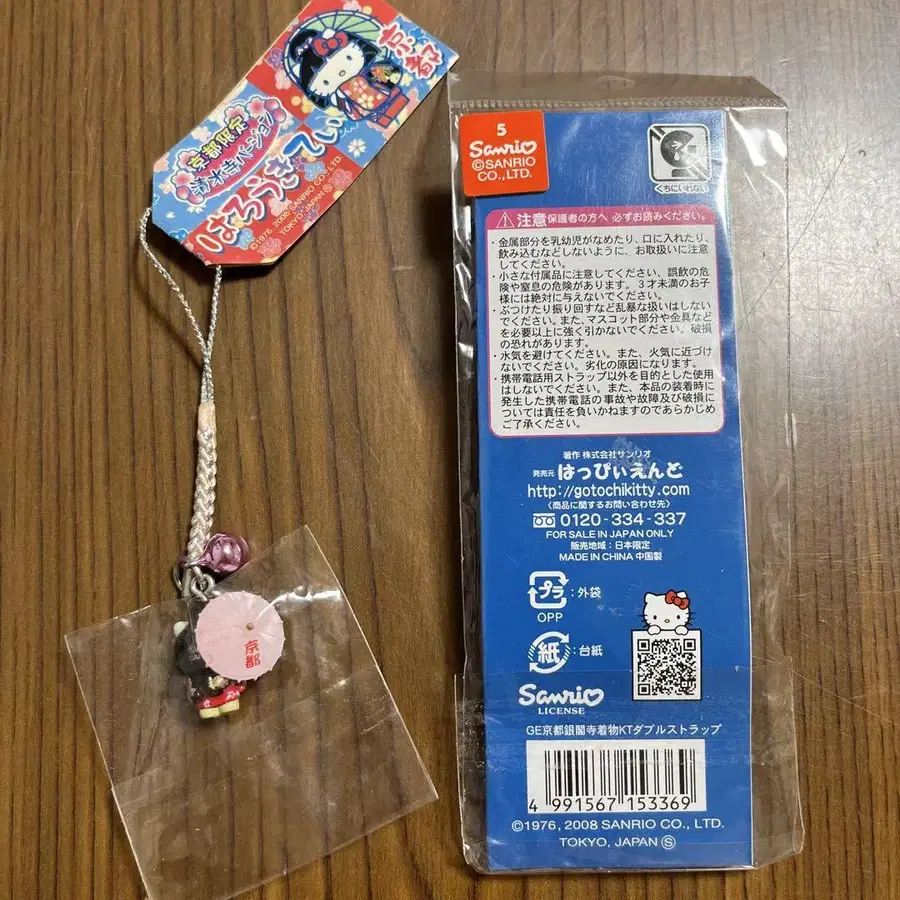 京都
京都限定
清水寺バージョン
はろうきてぃ
©1976, 2008 SANRIO CO., LTD.
TOKYO, JAPAN Ⓢ
京都
5
Sanrio
©SANRIO
CO., LTD.
くちにいれない
注意 保護者の方へ 必ずお読みください。
・金属部分を乳幼児がなめたり、口に入れたり、
飲み込むなどしないように、お取扱いに注意
してください。
・小さな付属品に注意してください、誤飲の危
険や窒息の危険があります。3才未満のお子
様には絶対に与えないでください。
・ぶつけたり振り回すなど乱暴な扱いはしない
でください。また、マスコット部分や金具など
を必要以上に強く引かないでください。破損
の恐れがあります。
・水気を避けてください。また、火気に近づけ
ないでください。劣化の原因になります。
・携帯電話用ストラップ以外を目的とした使用
はしないでください。また、本品の装着時に
発生した携帯電話の事故や故障及び破損に
ついては責任を負いかねますのであらかじめ
ご了承ください。
著作 株式会社サンリオ
発売元 はっぴぃえんど
http://gotochikitty.com
〈商品に関するお問い合わせ先〉
0120-334-337
FOR SALE IN JAPAN ONLY
販売地域：日本限定
MADE IN CHINA 中国製
プラ ：外袋
OPP
紙 ：台紙
Sanrio
LICENSE
GE京都銀閣寺着物KTダブルストラップ
4 991567 153369
©1976, 2008 SANRIO CO., LTD.
TOKYO, JAPAN Ⓢ